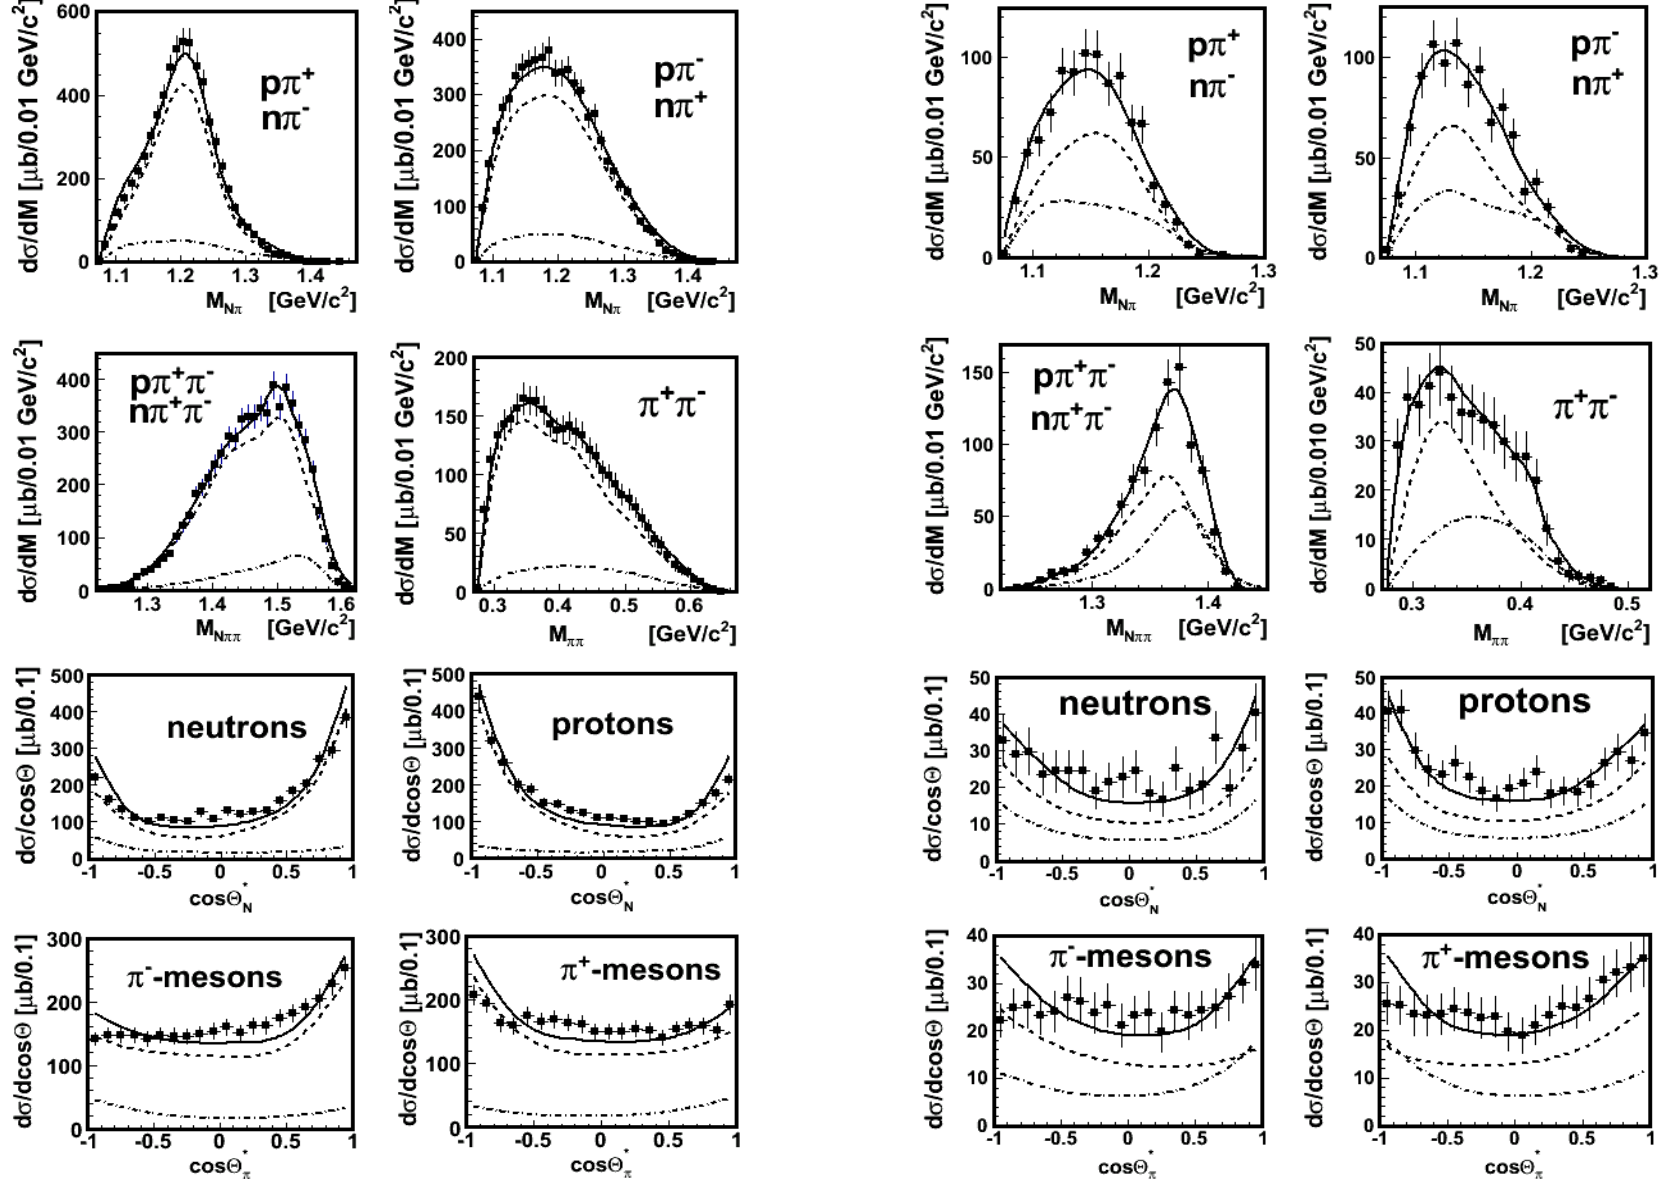 dσ/dM [μb/0.01 GeV/c²]
600
400
200
0
pπ⁺
nπ⁻
1.1 1.2 1.3 1.4
M_Nπ [GeV/c²]
dσ/dM [μb/0.01 GeV/c²]
400
300
200
100
0
pπ⁻
nπ⁺
1.1 1.2 1.3 1.4
M_Nπ [GeV/c²]
dσ/dM [μb/0.01 GeV/c²]
100
50
0
pπ⁺
nπ⁻
1.1 1.2 1.3
M_Nπ [GeV/c²]
dσ/dM [μb/0.01 GeV/c²]
100
50
0
pπ⁻
nπ⁺
1.1 1.2 1.3
M_Nπ [GeV/c²]
dσ/dM [μb/0.01 GeV/c²]
400
300
200
100
0
pπ⁺π⁻
nπ⁺π⁻
1.3 1.4 1.5 1.6
M_Nππ [GeV/c²]
dσ/dM [μb/0.01 GeV/c²]
200
150
100
50
0
π⁺π⁻
0.3 0.4 0.5 0.6
M_ππ [GeV/c²]
dσ/dM [μb/0.01 GeV/c²]
150
100
50
0
pπ⁺π⁻
nπ⁺π⁻
1.3 1.4
M_Nππ [GeV/c²]
dσ/dM [μb/0.010 GeV/c²]
50
40
30
20
10
0
π⁺π⁻
0.3 0.4 0.5
M_ππ [GeV/c²]
dσ/dcosΘ [μb/0.1]
500
400
300
200
100
0
neutrons
-1 -0.5 0 0.5 1
cosΘ*_N
dσ/dcosΘ [μb/0.1]
500
400
300
200
100
0
protons
-1 -0.5 0 0.5 1
cosΘ*_N
dσ/cosΘ [μb/0.1]
50
40
30
20
10
0
neutrons
-1 -0.5 0 0.5 1
cosΘ*_N
dσ/dcosΘ [μb/0.1]
50
40
30
20
10
0
protons
-1 -0.5 0 0.5 1
cosΘ*_N
dσ/dcosΘ [μb/0.1]
300
200
100
0
π⁻-mesons
-1 -0.5 0 0.5 1
cosΘ*_π
dσ/dcosΘ [μb/0.1]
300
200
100
0
π⁺-mesons
-1 -0.5 0 0.5 1
cosΘ*_π
dσ/dcosΘ [μb/0.1]
40
30
20
10
0
π⁻-mesons
-1 -0.5 0 0.5 1
cosΘ*_π
dσ/dcosΘ [μb/0.1]
40
30
20
10
0
π⁺-mesons
-1 -0.5 0 0.5 1
cosΘ*_π